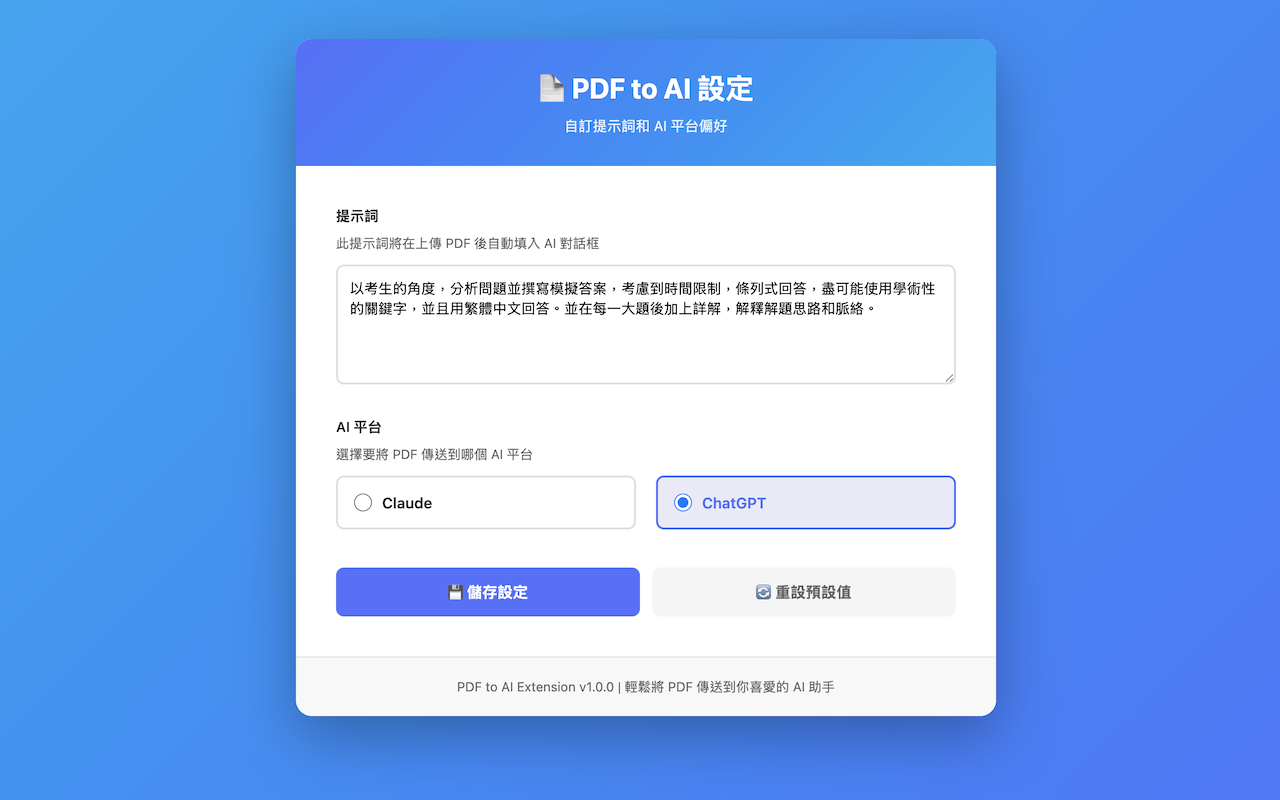 📄 PDF to AI 設定
自訂提示詞和 AI 平台偏好
提示詞
此提示詞將在上傳 PDF 後自動填入 AI 對話框
以考生的角度，分析問題並撰寫模擬答案，考慮到時間限制，條列式回答，盡可能使用學術性
的關鍵字，並且用繁體中文回答。並在每一大題後加上詳解，解釋解題思路和脈絡。
AI 平台
選擇要將 PDF 傳送到哪個 AI 平台
Claude
ChatGPT
💾 儲存設定
🔄 重設預設值
PDF to AI Extension v1.0.0 | 輕鬆將 PDF 傳送到你喜愛的 AI 助手